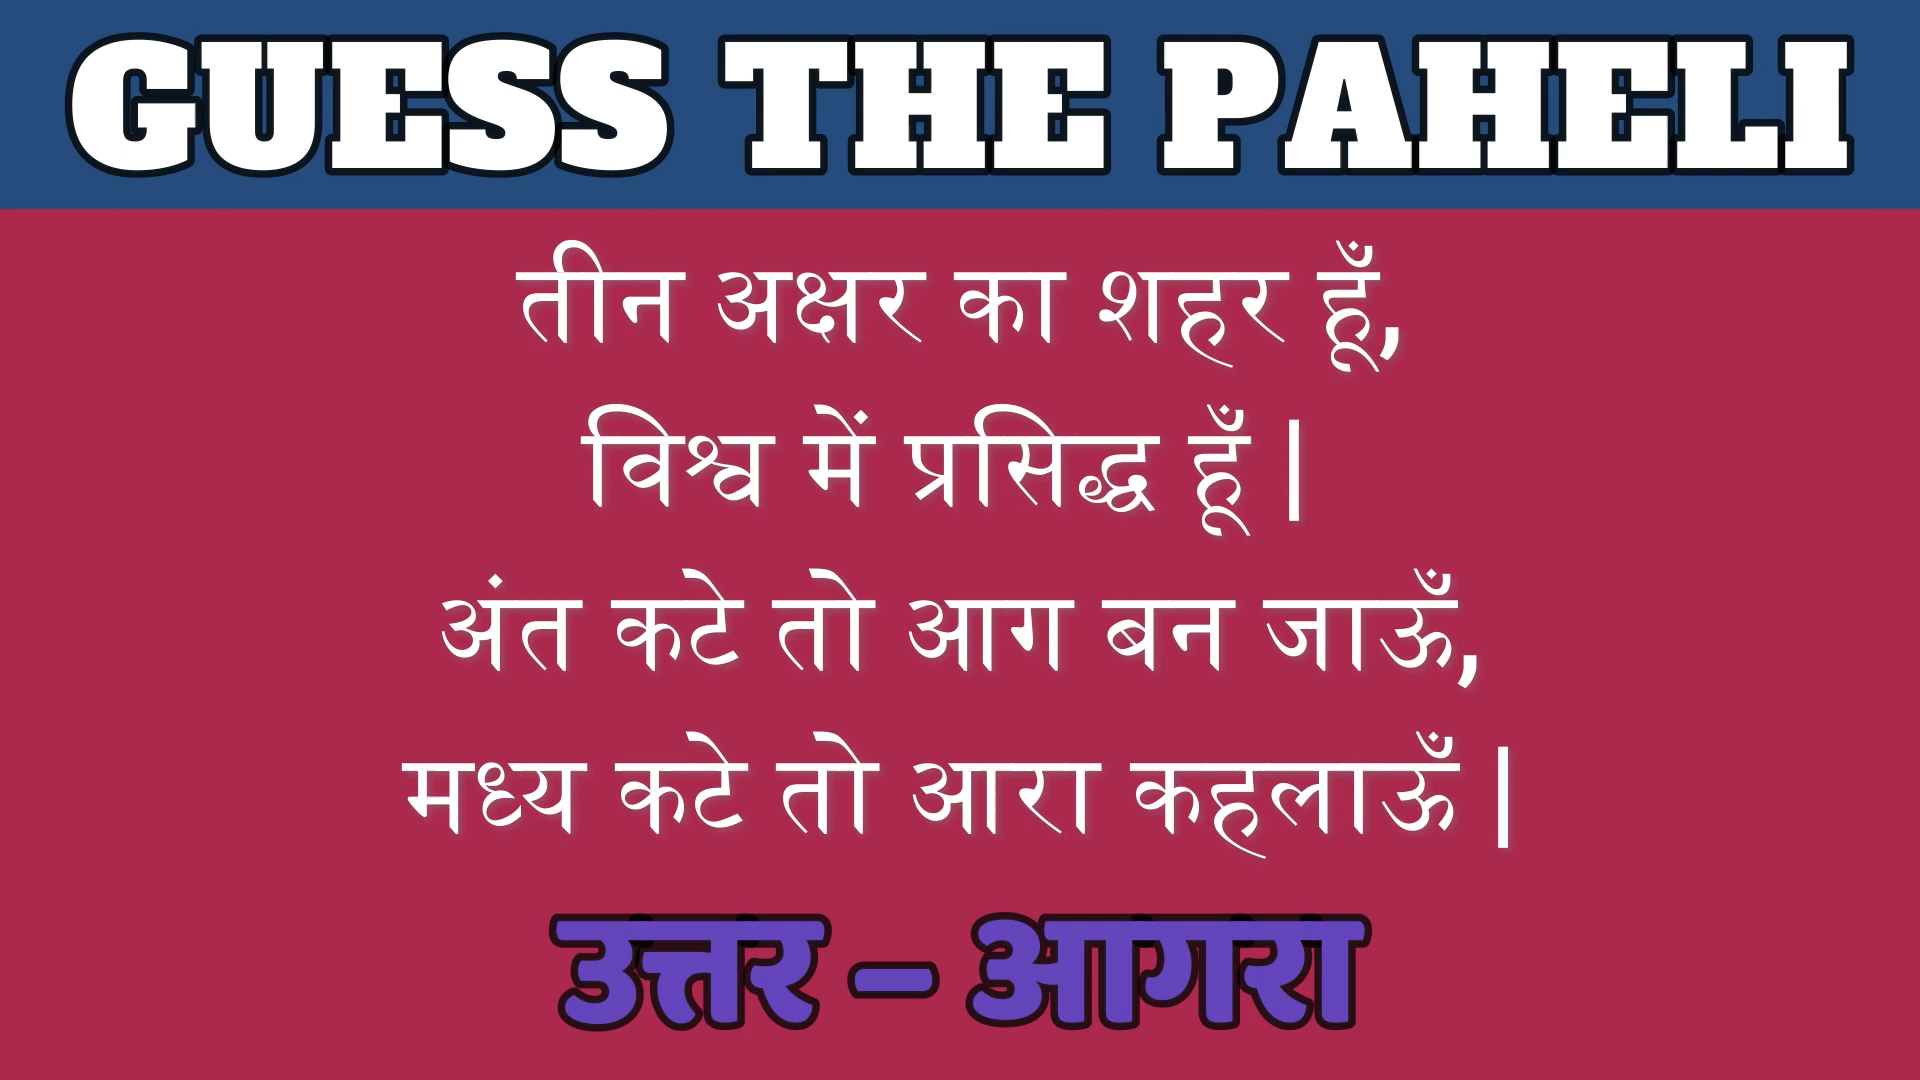 GUESS THE PAHELI
तीन अक्षर का शहर हूँ,
विश्व में प्रसिद्ध हूँ |
अंत कटे तो आग बन जाऊँ,
मध्य कटे तो आरा कहलाऊँ |
उत्तर – आगरा